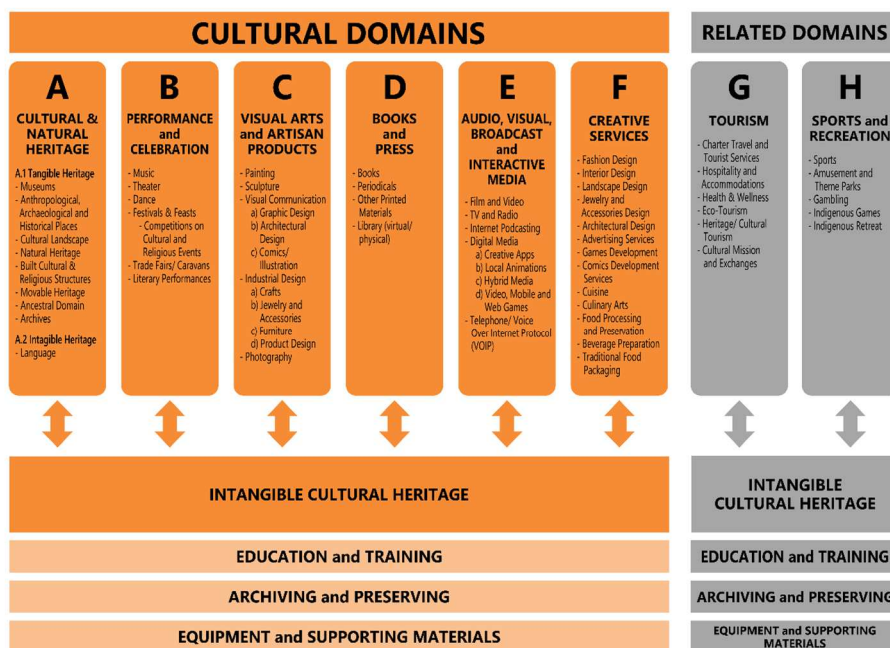 CULTURAL DOMAINS
RELATED DOMAINS
A
CULTURAL &
NATURAL
HERITAGE
A.1 Tangible Heritage
- Museums
- Anthropological,
Archaeological and
Historical Places
- Cultural Landscape
- Natural Heritage
- Built Cultural &
Religious Structures
- Movable Heritage
- Ancestral Domain
- Archives
A.2 Intagible Heritage
- Language
B
PERFORMANCE
and
CELEBRATION
- Music
- Theater
- Dance
- Festivals & Feasts
- Competitions on
Cultural and
Religious Events
- Trade Fairs/ Caravans
- Literary Performances
C
VISUAL ARTS
and ARTISAN
PRODUCTS
- Painting
- Sculpture
- Visual Communication
a) Graphic Design
b) Architectural
Design
c) Comics/
Illustration
- Industrial Design
a) Crafts
b) Jewelry and
Accessories
c) Furniture
d) Product Design
- Photography
D
BOOKS
and
PRESS
- Books
- Periodicals
- Other Printed
Materials
- Library (virtual/
physical)
E
AUDIO, VISUAL,
BROADCAST
and
INTERACTIVE
MEDIA
- Film and Video
- TV and Radio
- Internet Podcasting
- Digital Media
a) Creative Apps
b) Local Animations
c) Hybrid Media
d) Video, Mobile and
Web Games
- Telephone/ Voice
Over Internet Protocol
(VOIP)
F
CREATIVE
SERVICES
- Fashion Design
- Interior Design
- Landscape Design
- Jewelry and
Accessories Design
- Architectural Design
- Advertising Services
- Games Development
- Comics Development
Services
- Cuisine
- Culinary Arts
- Food Processing
and Preservation
- Beverage Preparation
- Traditional Food
Packaging
G
TOURISM
- Charter Travel and
Tourist Services
- Hospitality and
Accommodations
- Health & Wellness
- Eco-Tourism
- Heritage/ Cultural
Tourism
- Cultural Mission
and Exchanges
H
SPORTS and
RECREATION
- Sports
- Amusement and
Theme Parks
- Gambling
- Indigenous Games
- Indigenous Retreat
INTANGIBLE CULTURAL HERITAGE
EDUCATION and TRAINING
ARCHIVING and PRESERVING
EQUIPMENT and SUPPORTING MATERIALS
INTANGIBLE
CULTURAL HERITAGE
EDUCATION and TRAINING
ARCHIVING and PRESERVING
EQUIPMENT and SUPPORTING
MATERIALS